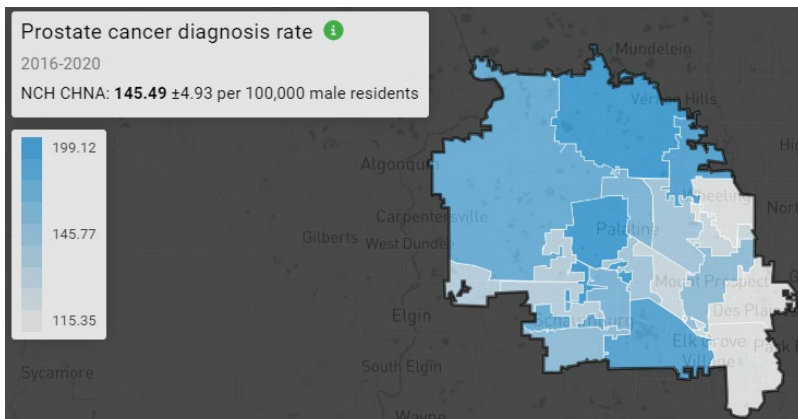 Prostate cancer diagnosis rate
2016-2020
NCH CHNA: 145.49 ±4.93 per 100,000 male residents
199.12
145.77
115.35
Mundelein
Vernon Hills
Algonquin
Wheeling
Carpentersville
Gilberts
West Dundee
Palatine
Mount Prospect
Des Plai
Elgin
Schaumburg
Elk Grove
Village
Park
South Elgin
Sycamore
Wayne